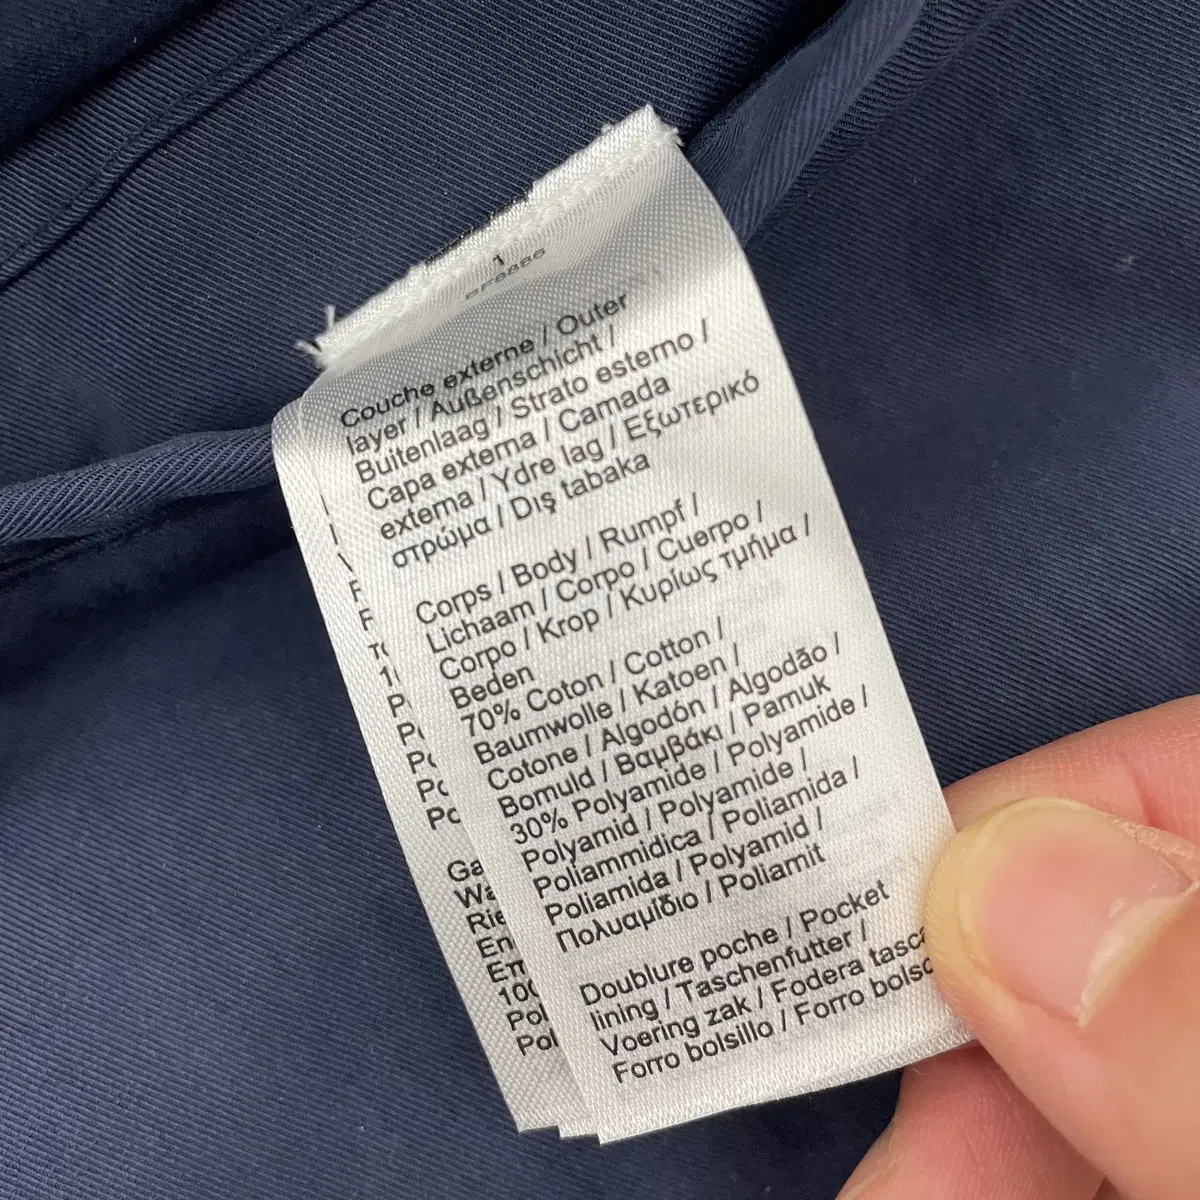 1
BF8886
Couche externe / Outer
layer / Außenschicht /
Buitenlaag / Strato esterno /
Capa externa / Camada
externa / Ydre lag / Εξωτερικό
στρώμα / Dış tabaka
Corps / Body / Rumpf /
Lichaam / Corpo / Cuerpo /
Corpo / Krop / Κυρίως τμήμα /
Beden
70% Coton / Cotton /
Baumwolle / Katoen /
Cotone / Algodón / Algodão /
Bomuld / Βαμβάκι / Pamuk
30% Polyamide / Polyamide /
Polyamid / Polyamide /
Poliammidica / Poliamida /
Poliamida / Polyamid /
Πολυαμίδιο / Poliamit
Doublure poche / Pocket
lining / Taschenfutter /
Voering zak / Fodera
Forro bolsillo / Forro